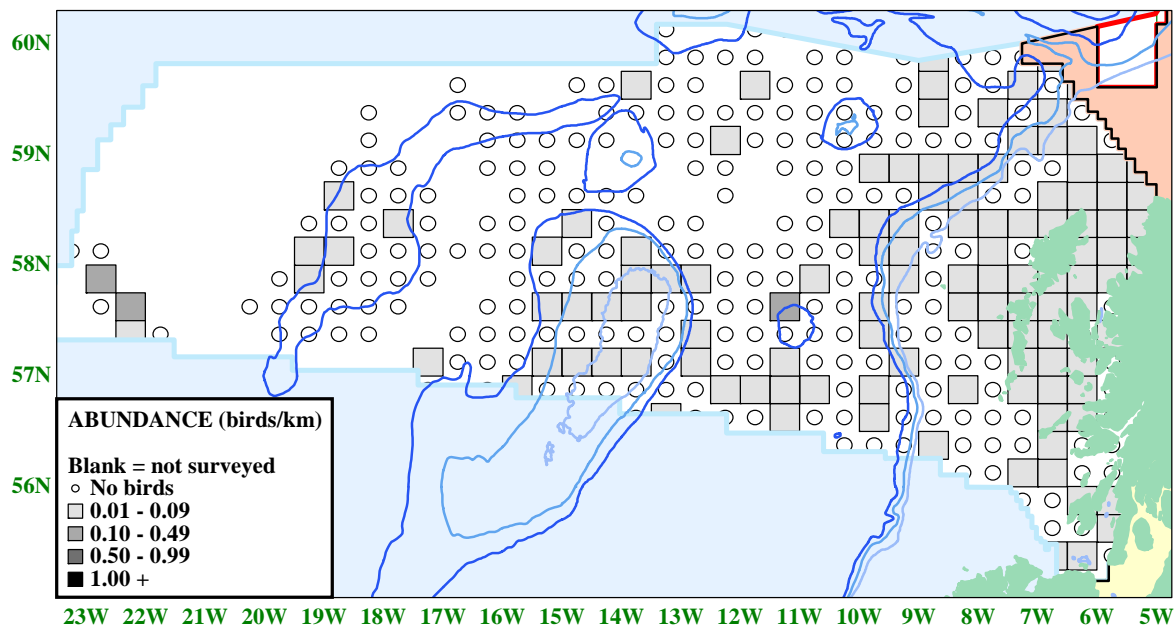 60N
59N
58N
57N
56N
ABUNDANCE (birds/km)
Blank = not surveyed
No birds
0.01 - 0.09
0.10 - 0.49
0.50 - 0.99
1.00 +
23W 22W 21W 20W 19W 18W 17W 16W 15W 14W 13W 12W 11W 10W 9W 8W 7W 6W 5W